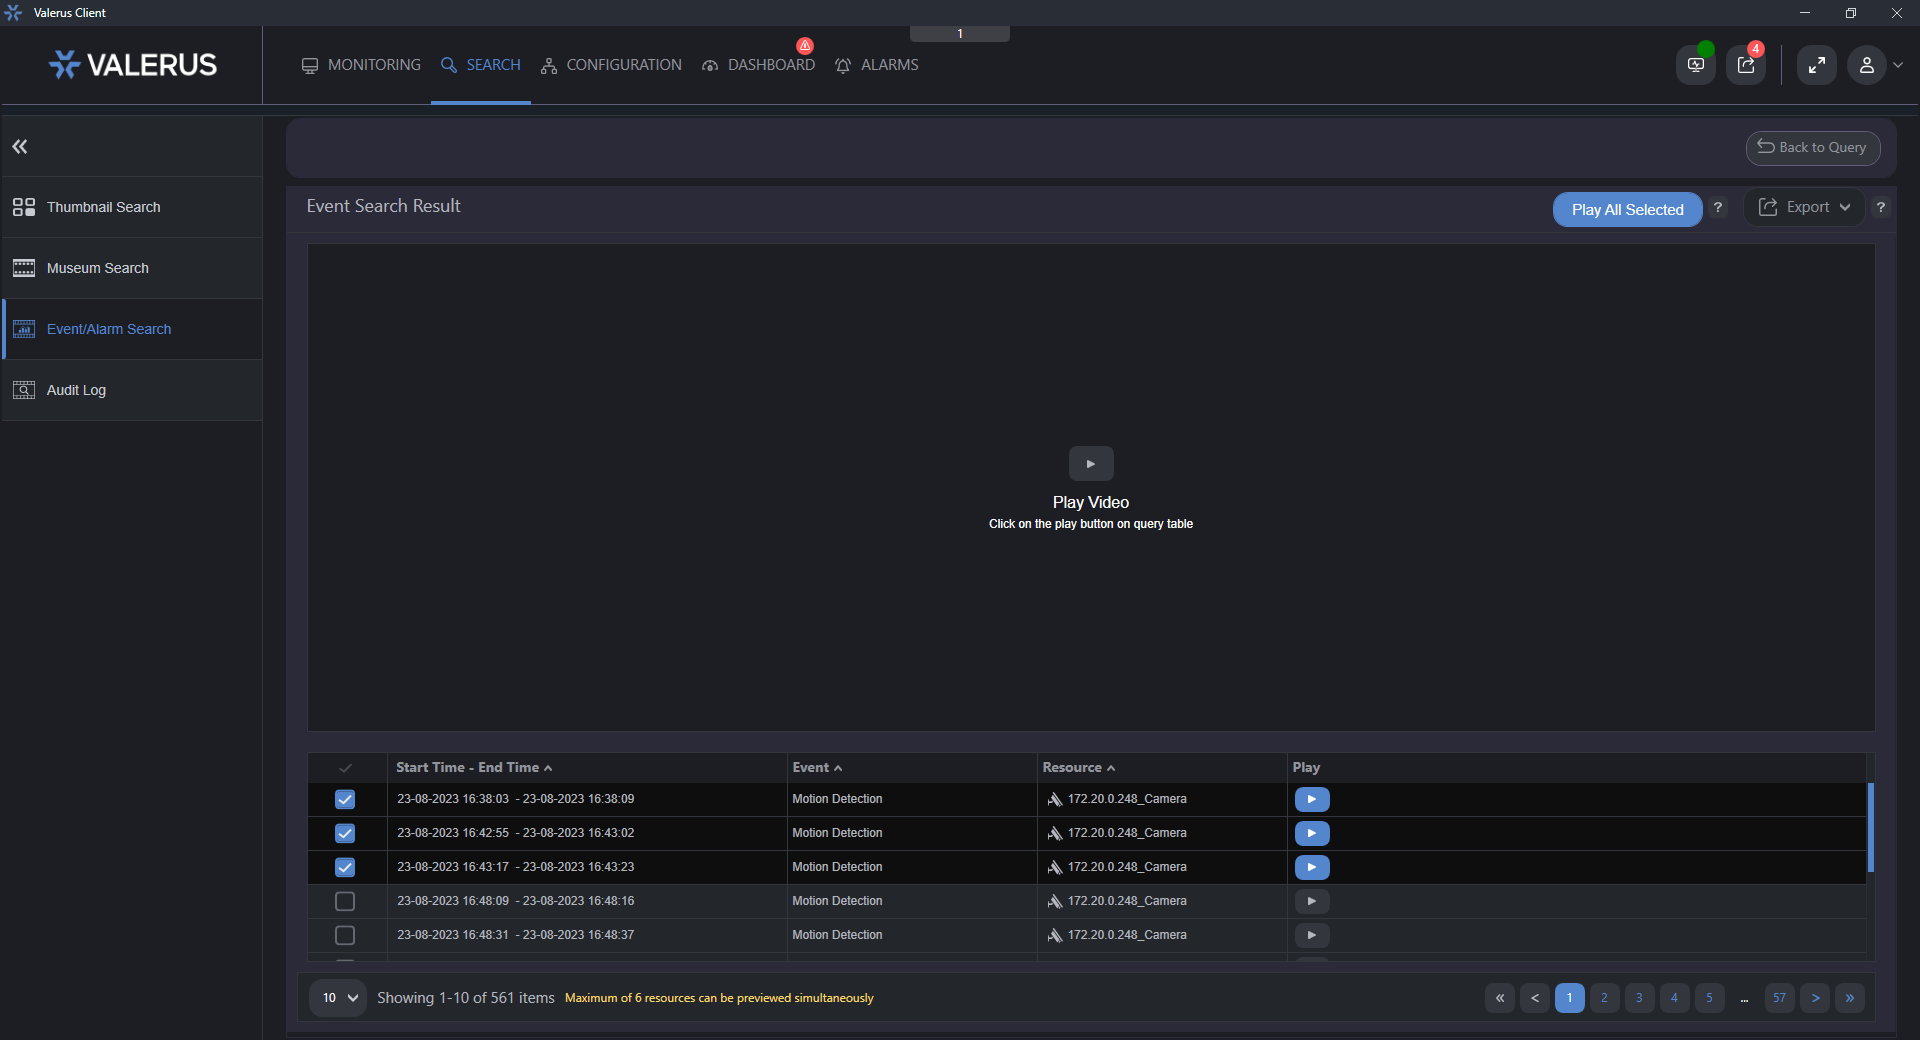 Valerus Client
1
VALERUS
MONITORING SEARCH CONFIGURATION DASHBOARD ALARMS
4
Back to Query
Thumbnail Search
Museum Search
Event/Alarm Search
Audit Log
Event Search Result
Play All Selected ? Export ?
Play Video
Click on the play button on query table
Start Time - End Time Event Resource Play
23-08-2023 16:38:03 - 23-08-2023 16:38:09 Motion Detection 172.20.0.248_Camera
23-08-2023 16:42:55 - 23-08-2023 16:43:02 Motion Detection 172.20.0.248_Camera
23-08-2023 16:43:17 - 23-08-2023 16:43:23 Motion Detection 172.20.0.248_Camera
23-08-2023 16:48:09 - 23-08-2023 16:48:16 Motion Detection 172.20.0.248_Camera
23-08-2023 16:48:31 - 23-08-2023 16:48:37 Motion Detection 172.20.0.248_Camera
10 Showing 1-10 of 561 items Maximum of 6 resources can be previewed simultaneously « < 1 2 3 4 5 ... 57 > »